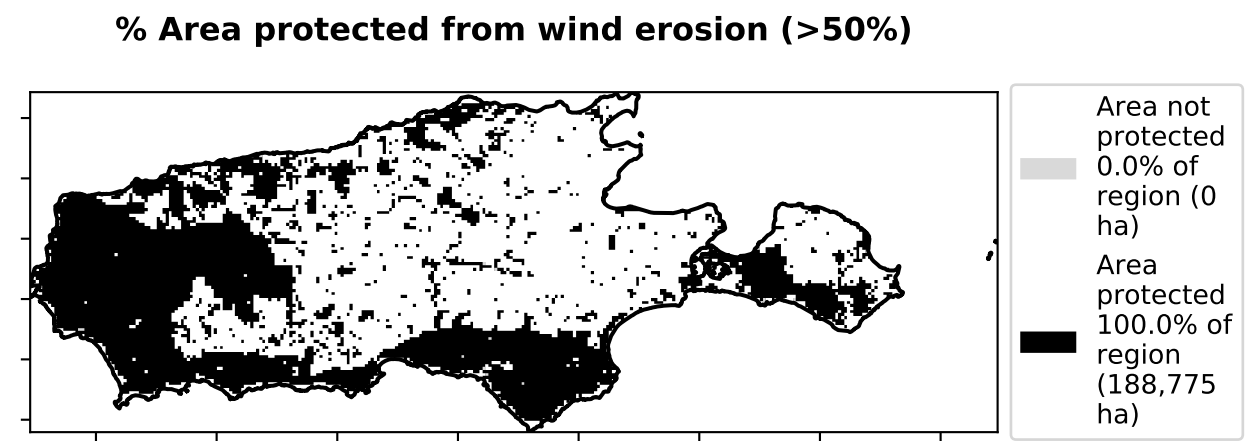 % Area protected from wind erosion (>50%)
Area not
protected
0.0% of
region (0
ha)
Area
protected
100.0% of
region
(188,775
ha)